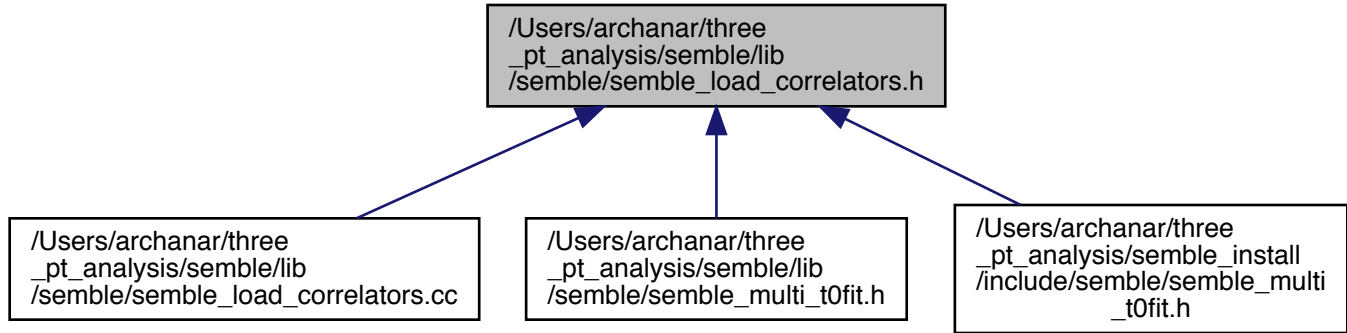 /Users/archanar/three
_pt_analysis/semble/lib
/semble/semble_load_correlators.h
/Users/archanar/three
_pt_analysis/semble/lib
/semble/semble_load_correlators.cc
/Users/archanar/three
_pt_analysis/semble/lib
/semble/semble_multi_t0fit.h
/Users/archanar/three
_pt_analysis/semble_install
/include/semble/semble_multi
_t0fit.h